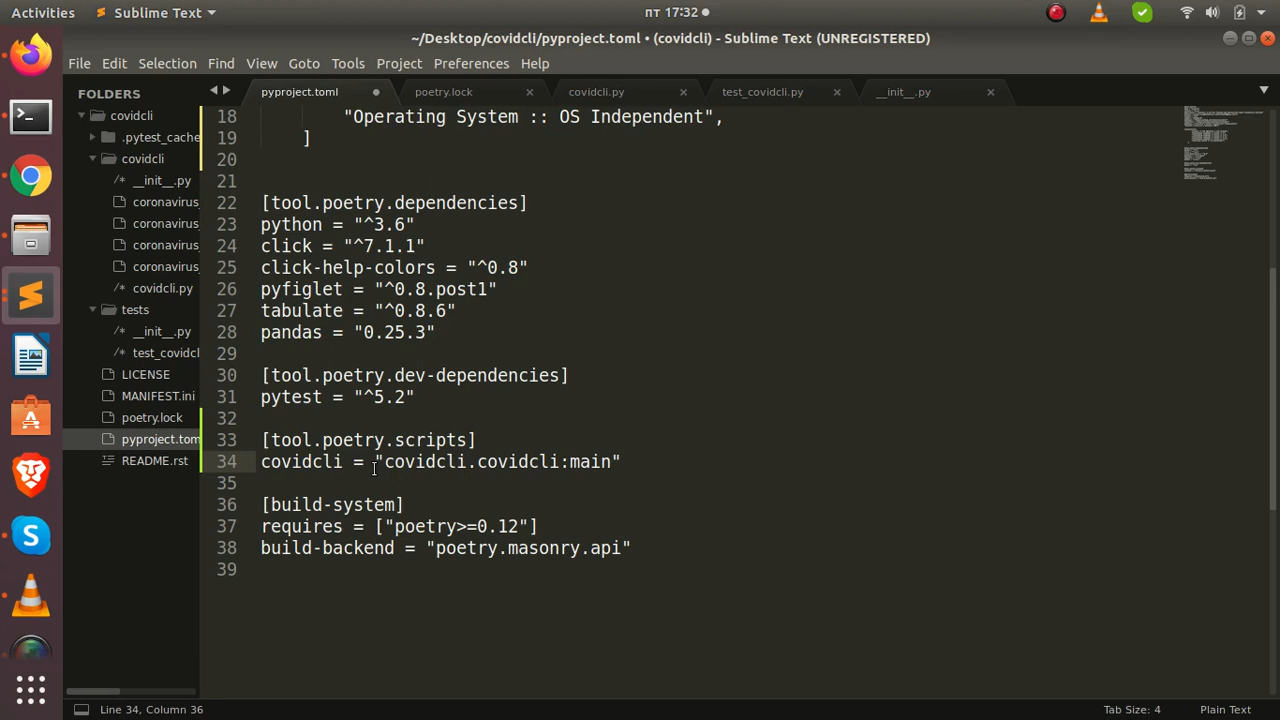 Activities
Sublime Text
пт 17:32
~/Desktop/covidcli/pyproject.toml • (covidcli) - Sublime Text (UNREGISTERED)
File Edit Selection Find View Goto Tools Project Preferences Help
FOLDERS
covidcli
.pytest_cache
covidcli
__init__.py
coronavirus_
coronavirus_
coronavirus_
coronavirus_
covidcli.py
tests
__init__.py
test_covidcl
LICENSE
MANIFEST.ini
poetry.lock
pyproject.tom
README.rst
pyproject.toml
poetry.lock
covidcli.py
test_covidcli.py
__init__.py
18 "Operating System :: OS Independent",
19 ]
20
21
22 [tool.poetry.dependencies]
23 python = "^3.6"
24 click = "^7.1.1"
25 click-help-colors = "^0.8"
26 pyfiglet = "^0.8.post1"
27 tabulate = "^0.8.6"
28 pandas = "0.25.3"
29
30 [tool.poetry.dev-dependencies]
31 pytest = "^5.2"
32
33 [tool.poetry.scripts]
34 covidcli = "covidcli.covidcli:main"
35
36 [build-system]
37 requires = ["poetry>=0.12"]
38 build-backend = "poetry.masonry.api"
39
Line 34, Column 36
Tab Size: 4
Plain Text